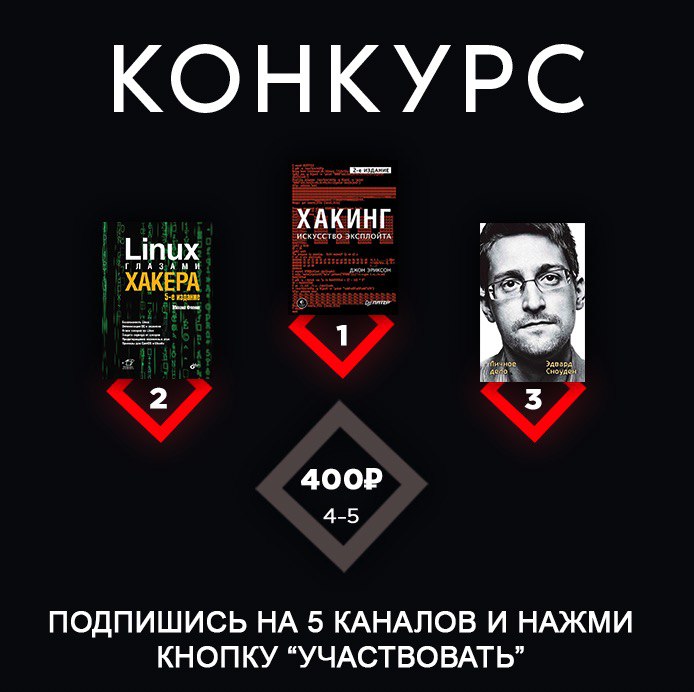 КОНКУРС
2-е ИЗДАНИЕ
ХАКИНГ
ИСКУССТВО ЭКСПЛОЙТА
ДЖОН ЭРИКСОН
ПИТЕР
1
Linux
ГЛАЗАМИ
ХАКЕРА
5-е издание
2
Личное
дело
Эдвард
Сноуден
3
400₽
4-5
ПОДПИШИСЬ НА 5 КАНАЛОВ И НАЖМИ
КНОПКУ “УЧАСТВОВАТЬ”